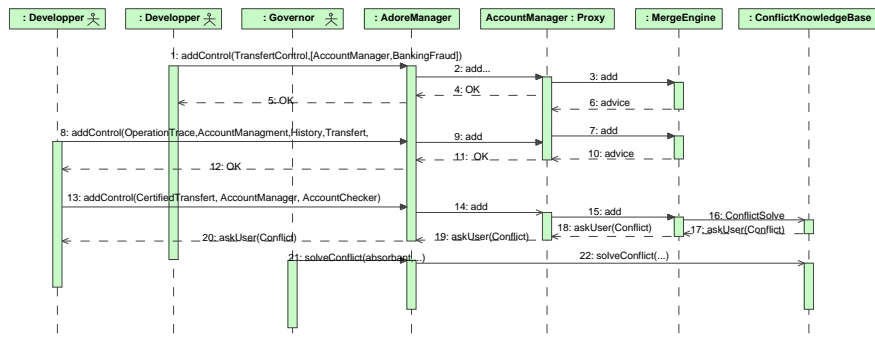 : Developper
: Developper
: Governor
: AdoreManager
AccountManager : Proxy
: MergeEngine
: ConflictKnowledgeBase
1: addControl(TransfertControl,[AccountManager,BankingFraud])
2: add...
3: add
4: OK
5: OK
6: advice
8: addControl(OperationTrace,AccountManagment,History,Transfert,
9: add
7: add
10: advice
11: OK
12: OK
13: addControl(CertifiedTransfert, AccountManager, AccountChecker)
14: add
15: add
16: ConflictSolve
17: askUser(Conflict)
18: askUser(Conflict)
19: askUser(Conflict)
20: askUser(Conflict)
21: solveConflict(absorbant,...)
22: solveConflict(...)